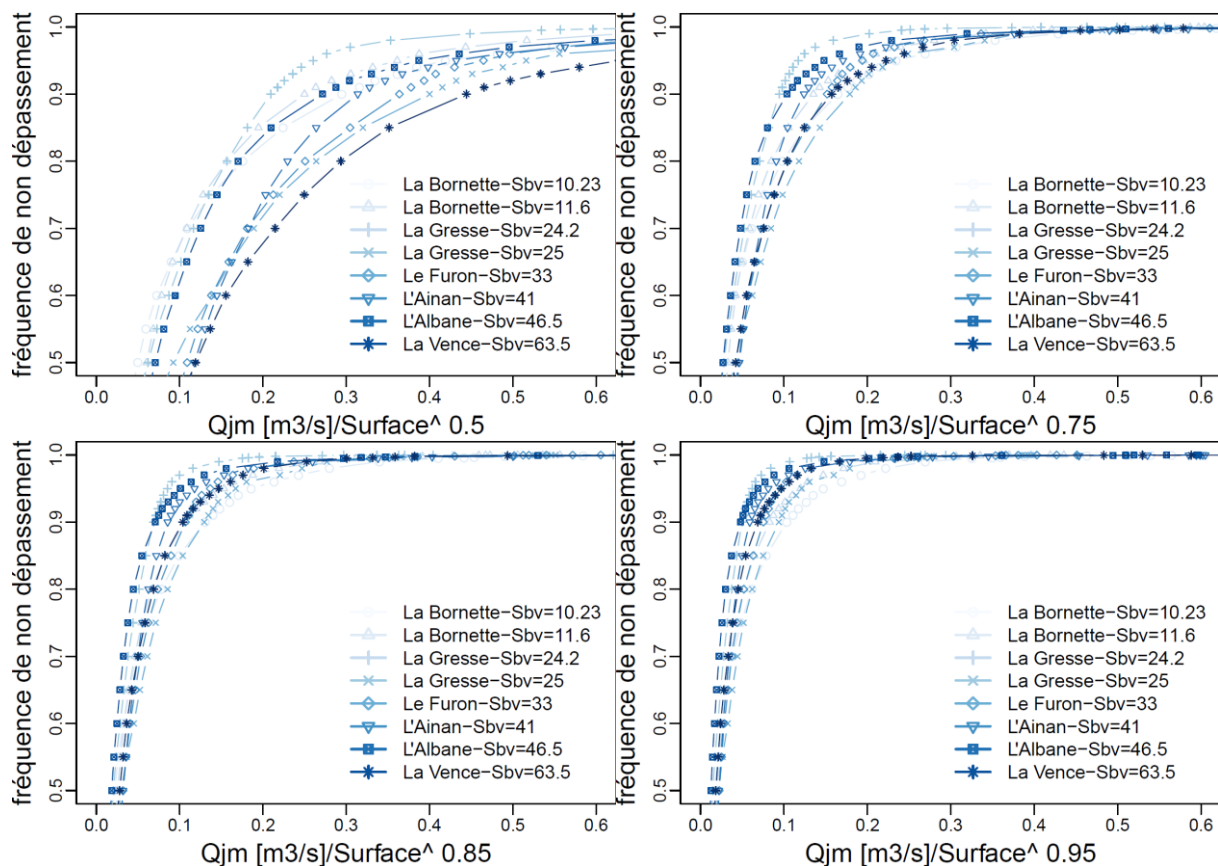 fréquence de non dépassement
1.0
0.9
0.8
0.7
0.6
0.5
La Bornette−Sbv=10.23
La Bornette−Sbv=11.6
La Gresse−Sbv=24.2
La Gresse−Sbv=25
Le Furon−Sbv=33
L'Ainan−Sbv=41
L'Albane−Sbv=46.5
La Vence−Sbv=63.5
0.0 0.1 0.2 0.3 0.4 0.5 0.6
Qjm [m3/s]/Surface^ 0.5
fréquence de non dépassement
1.0
0.9
0.8
0.7
0.6
0.5
La Bornette−Sbv=10.23
La Bornette−Sbv=11.6
La Gresse−Sbv=24.2
La Gresse−Sbv=25
Le Furon−Sbv=33
L'Ainan−Sbv=41
L'Albane−Sbv=46.5
La Vence−Sbv=63.5
0.0 0.1 0.2 0.3 0.4 0.5 0.6
Qjm [m3/s]/Surface^ 0.75
fréquence de non dépassement
1.0
0.9
0.8
0.7
0.6
0.5
La Bornette−Sbv=10.23
La Bornette−Sbv=11.6
La Gresse−Sbv=24.2
La Gresse−Sbv=25
Le Furon−Sbv=33
L'Ainan−Sbv=41
L'Albane−Sbv=46.5
La Vence−Sbv=63.5
0.0 0.1 0.2 0.3 0.4 0.5 0.6
Qjm [m3/s]/Surface^ 0.85
fréquence de non dépassement
1.0
0.9
0.8
0.7
0.6
0.5
La Bornette−Sbv=10.23
La Bornette−Sbv=11.6
La Gresse−Sbv=24.2
La Gresse−Sbv=25
Le Furon−Sbv=33
L'Ainan−Sbv=41
L'Albane−Sbv=46.5
La Vence−Sbv=63.5
0.0 0.1 0.2 0.3 0.4 0.5 0.6
Qjm [m3/s]/Surface^ 0.95